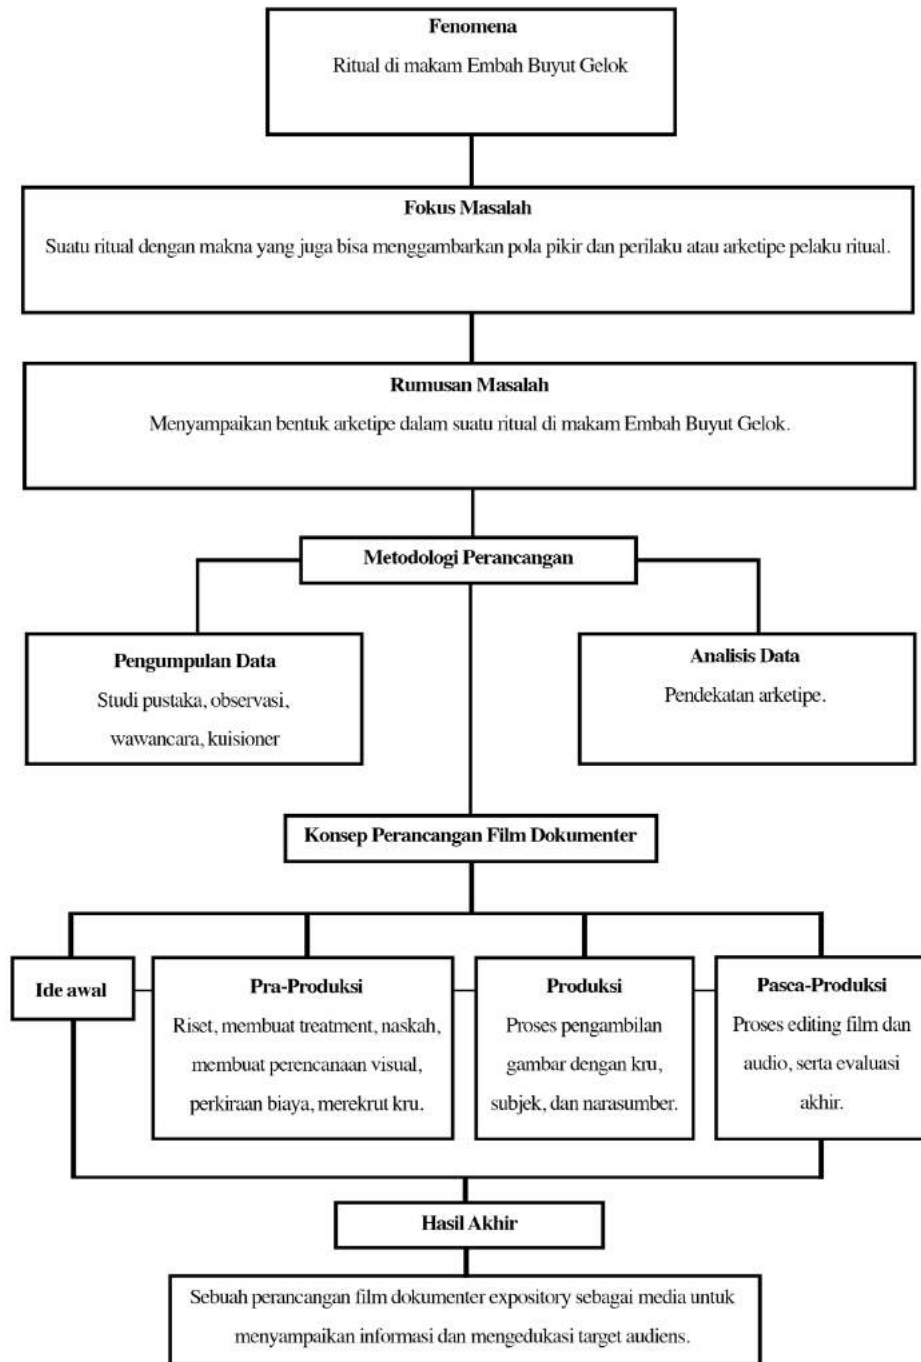 Fenomena
Ritual di makam Embah Buyut Gelok
Fokus Masalah
Suatu ritual dengan makna yang juga bisa menggambarkan pola pikir dan perilaku atau arketipe pelaku ritual.
Rumusan Masalah
Menyampaikan bentuk arketipe dalam suatu ritual di makam Embah Buyut Gelok.
Metodologi Perancangan
Pengumpulan Data
Studi pustaka, observasi,
wawancara, kuisioner
Analisis Data
Pendekatan arketipe.
Konsep Perancangan Film Dokumenter
Ide awal
Pra-Produksi
Riset, membuat treatment, naskah,
membuat perencanaan visual,
perkiraan biaya, merekrut kru.
Produksi
Proses pengambilan
gambar dengan kru,
subjek, dan narasumber.
Pasca-Produksi
Proses editing film dan
audio, serta evaluasi
akhir.
Hasil Akhir
Sebuah perancangan film dokumenter expository sebagai media untuk
menyampaikan informasi dan mengedukasi target audiens.